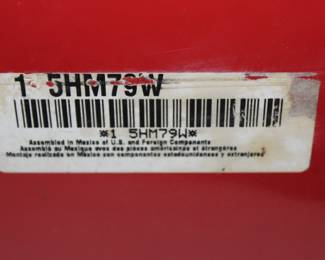 1 5HM79W
*1 5HM79W*
Assembled in Mexico of U.S. and Foreign Components
Assemblé au Mexique avec des pièces américaines et étrangères
Montaje realizado en México con componentes estadounidenses y extranjeros